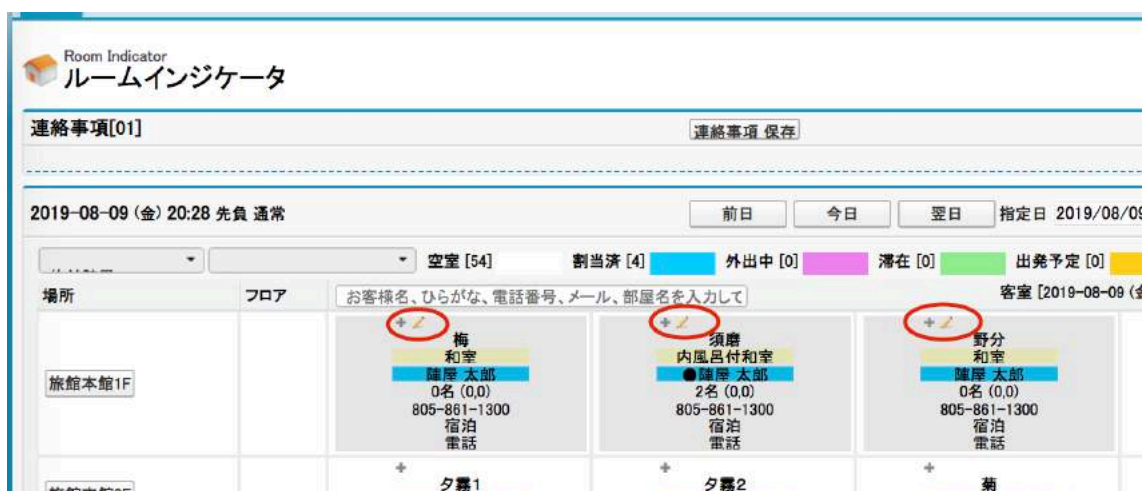 Room Indicator
ルームインジケータ
連絡事項[01]
連絡事項 保存
2019-08-09 (金) 20:28 先負 通常
前日
今日
翌日
指定日 2019/08/09
空室 [54]
割当済 [4]
外出中 [0]
滞在 [0]
出発予定 [0]
場所
フロア
お客様名、ひらがな、電話番号、メール、部屋名を入力して
客室 [2019-08-09 (金
旅館本館1F
梅
和室
陣屋 太郎
0名 (0,0)
805-861-1300
宿泊
電話
須磨
内風呂付和室
●陣屋 太郎
2名 (0,0)
805-861-1300
宿泊
電話
野分
和室
陣屋 太郎
0名 (0,0)
805-861-1300
宿泊
電話
夕霧1
夕霧2
菊